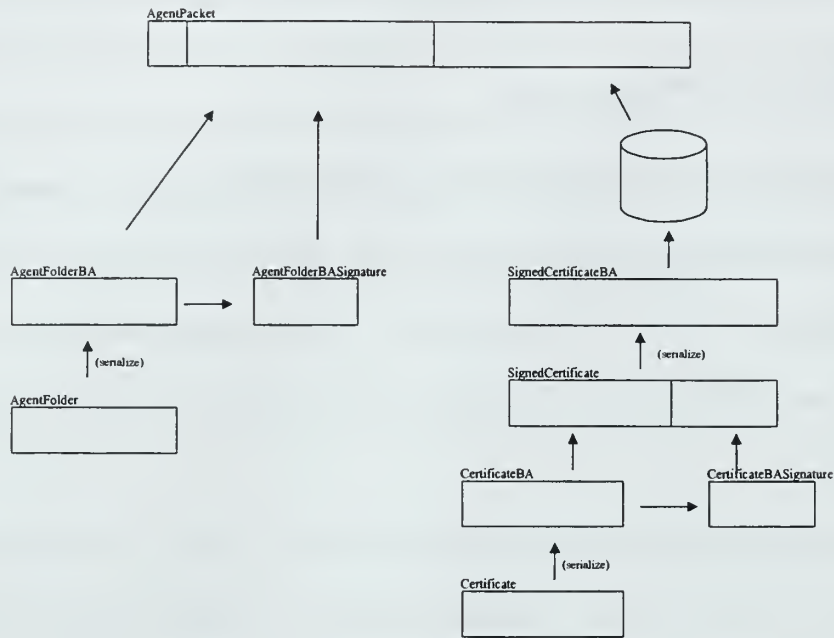 AgentPacket
AgentFolderBA
AgentFolderBASignature
SignedCertificateBA
(serialize)
(serialize)
AgentFolder
SignedCertificate
CertificateBA
CertificateBASignature
(serialize)
Certificate